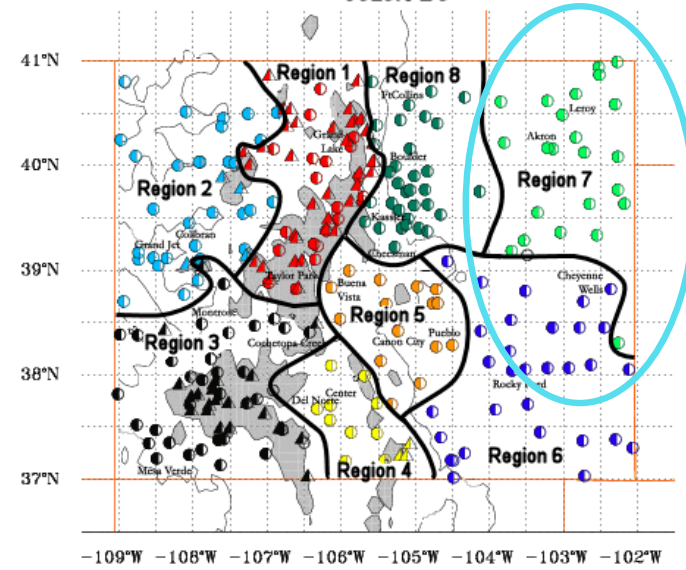 41°N
Region 1
Region 8
FtCollins
Leroy
Grand
Lake
Akron
40°N
Boulder
Region 7
Region 2
Kassler
Collbran
Grand Jct
Cheesman
39°N
Taylor Park
Buena
Vista
Cheyenne
Wells
Montrose
Region 5
Region 3
Cochetopa Creek
Canon City
Pueblo
38°N
Center
Del Norte
Rocky Ford
Region 6
Region 4
Mesa Verde
37°N
-109°W -108°W -107°W -106°W -105°W -104°W -103°W -102°W